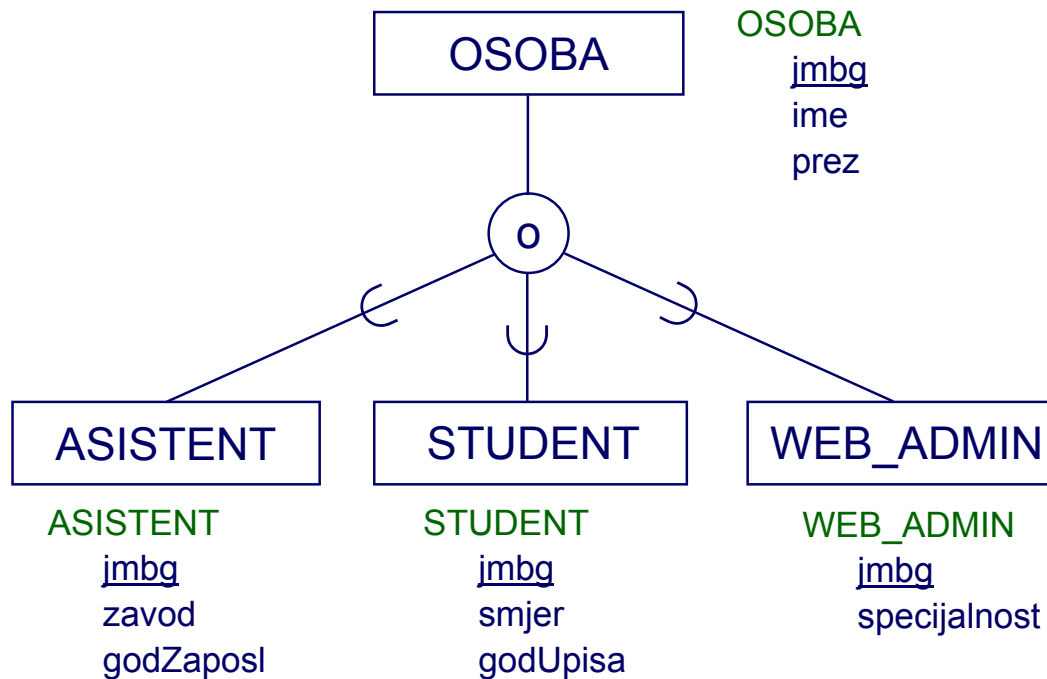 OSOBA
OSOBA
jmbg
ime
prez
o
ASISTENT
STUDENT
WEB_ADMIN
ASISTENT
jmbg
zavod
godZaposl
STUDENT
jmbg
smjer
godUpisa
WEB_ADMIN
jmbg
specijalnost